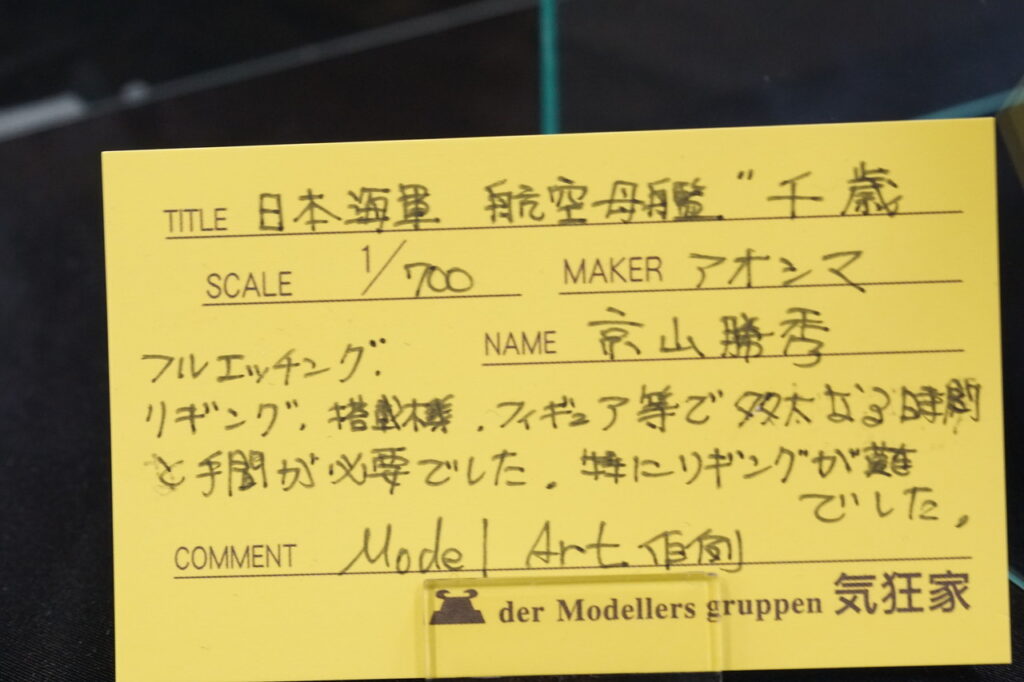 TITLE 日本海軍 航空母艦 "千歳
SCALE 1/700 MAKER アオシマ
NAME 京山勝秀
フルエッチング.
リギング. 搭載機. フィギュア等で多大なる時間
と手間が必要でした. 特にリギングが難
でした.
COMMENT Model Art. 作例
der Modellers gruppen 気狂家